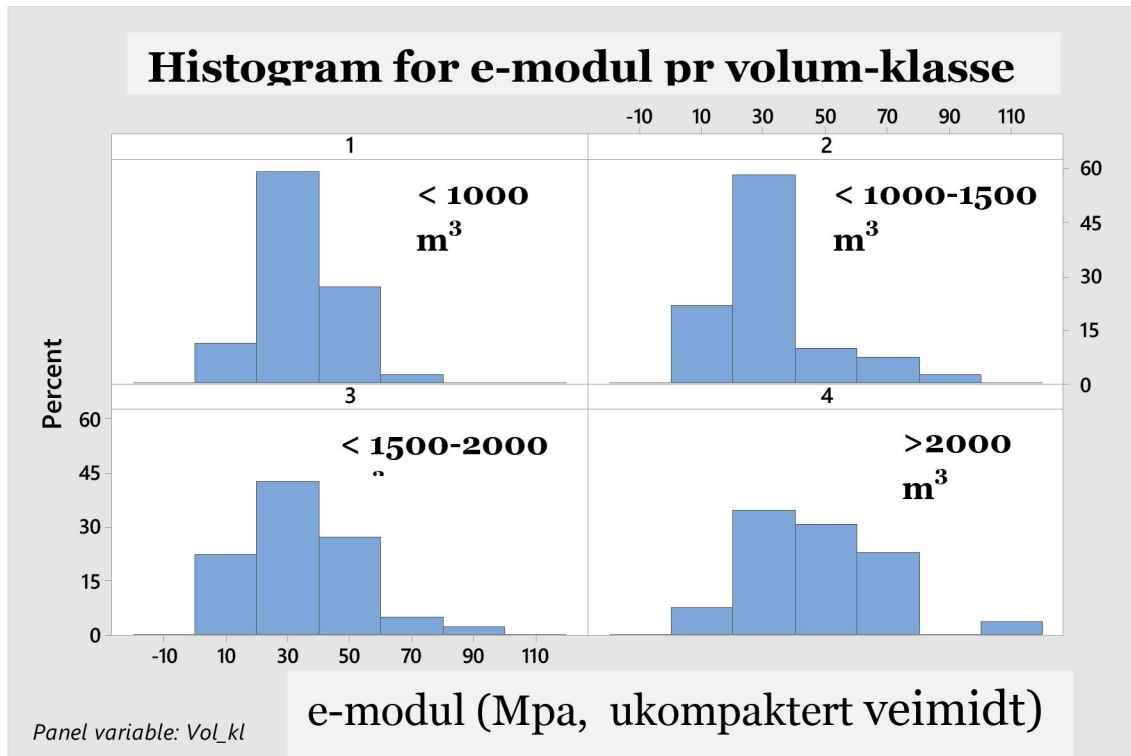 Histogram for e-modul pr volum-klasse
-10 10 30 50 70 90 110
1
2
< 1000
m³
< 1000-1500
m³
60
45
30
15
0
Percent
3
4
< 1500-2000
>2000
m³
60
45
30
15
0
-10 10 30 50 70 90 110
e-modul (Mpa, ukompaktert veimidt)
Panel variable: Vol_kl